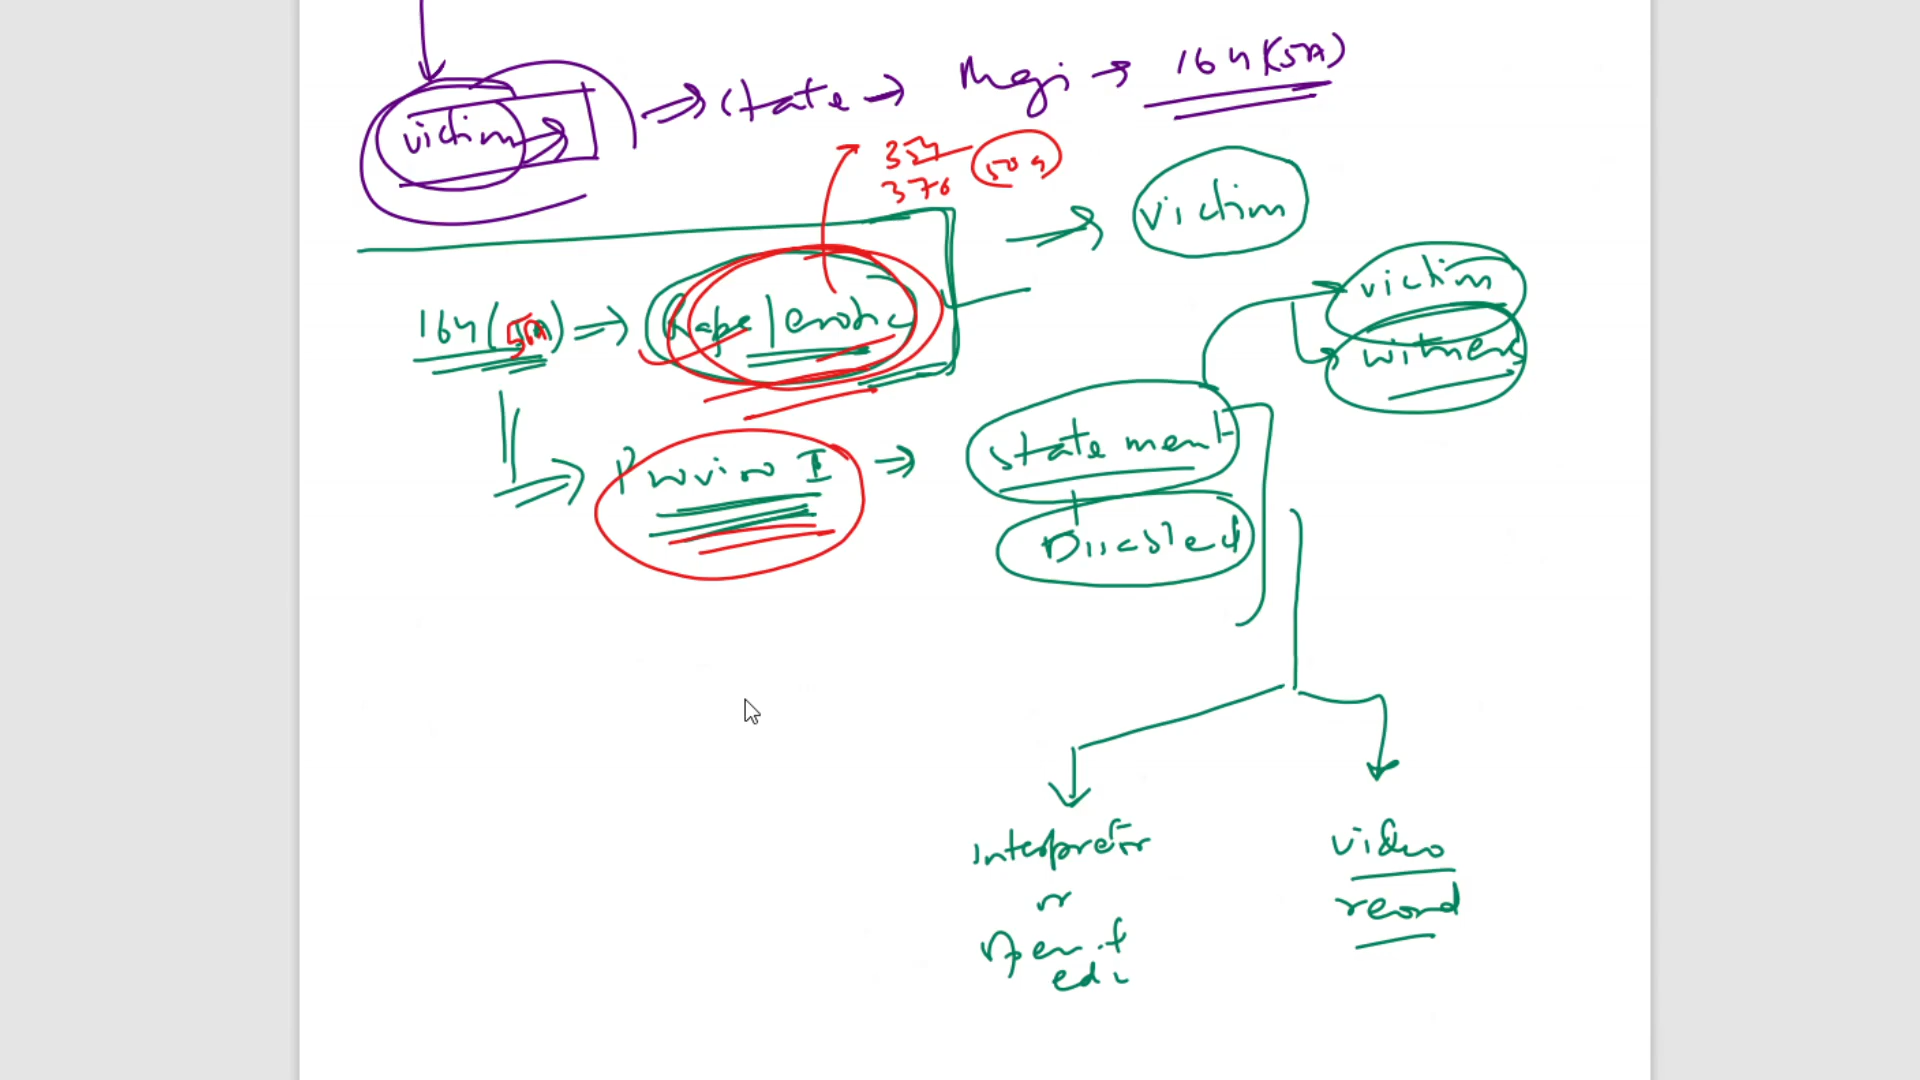 victim → state → Magi → 164(5A)
354
376 509
victim
164(5A) ⇒ Rape | erotic
victim
witness
Proviso I ⇒ statement
Disabled
Interpreter
or
video
record